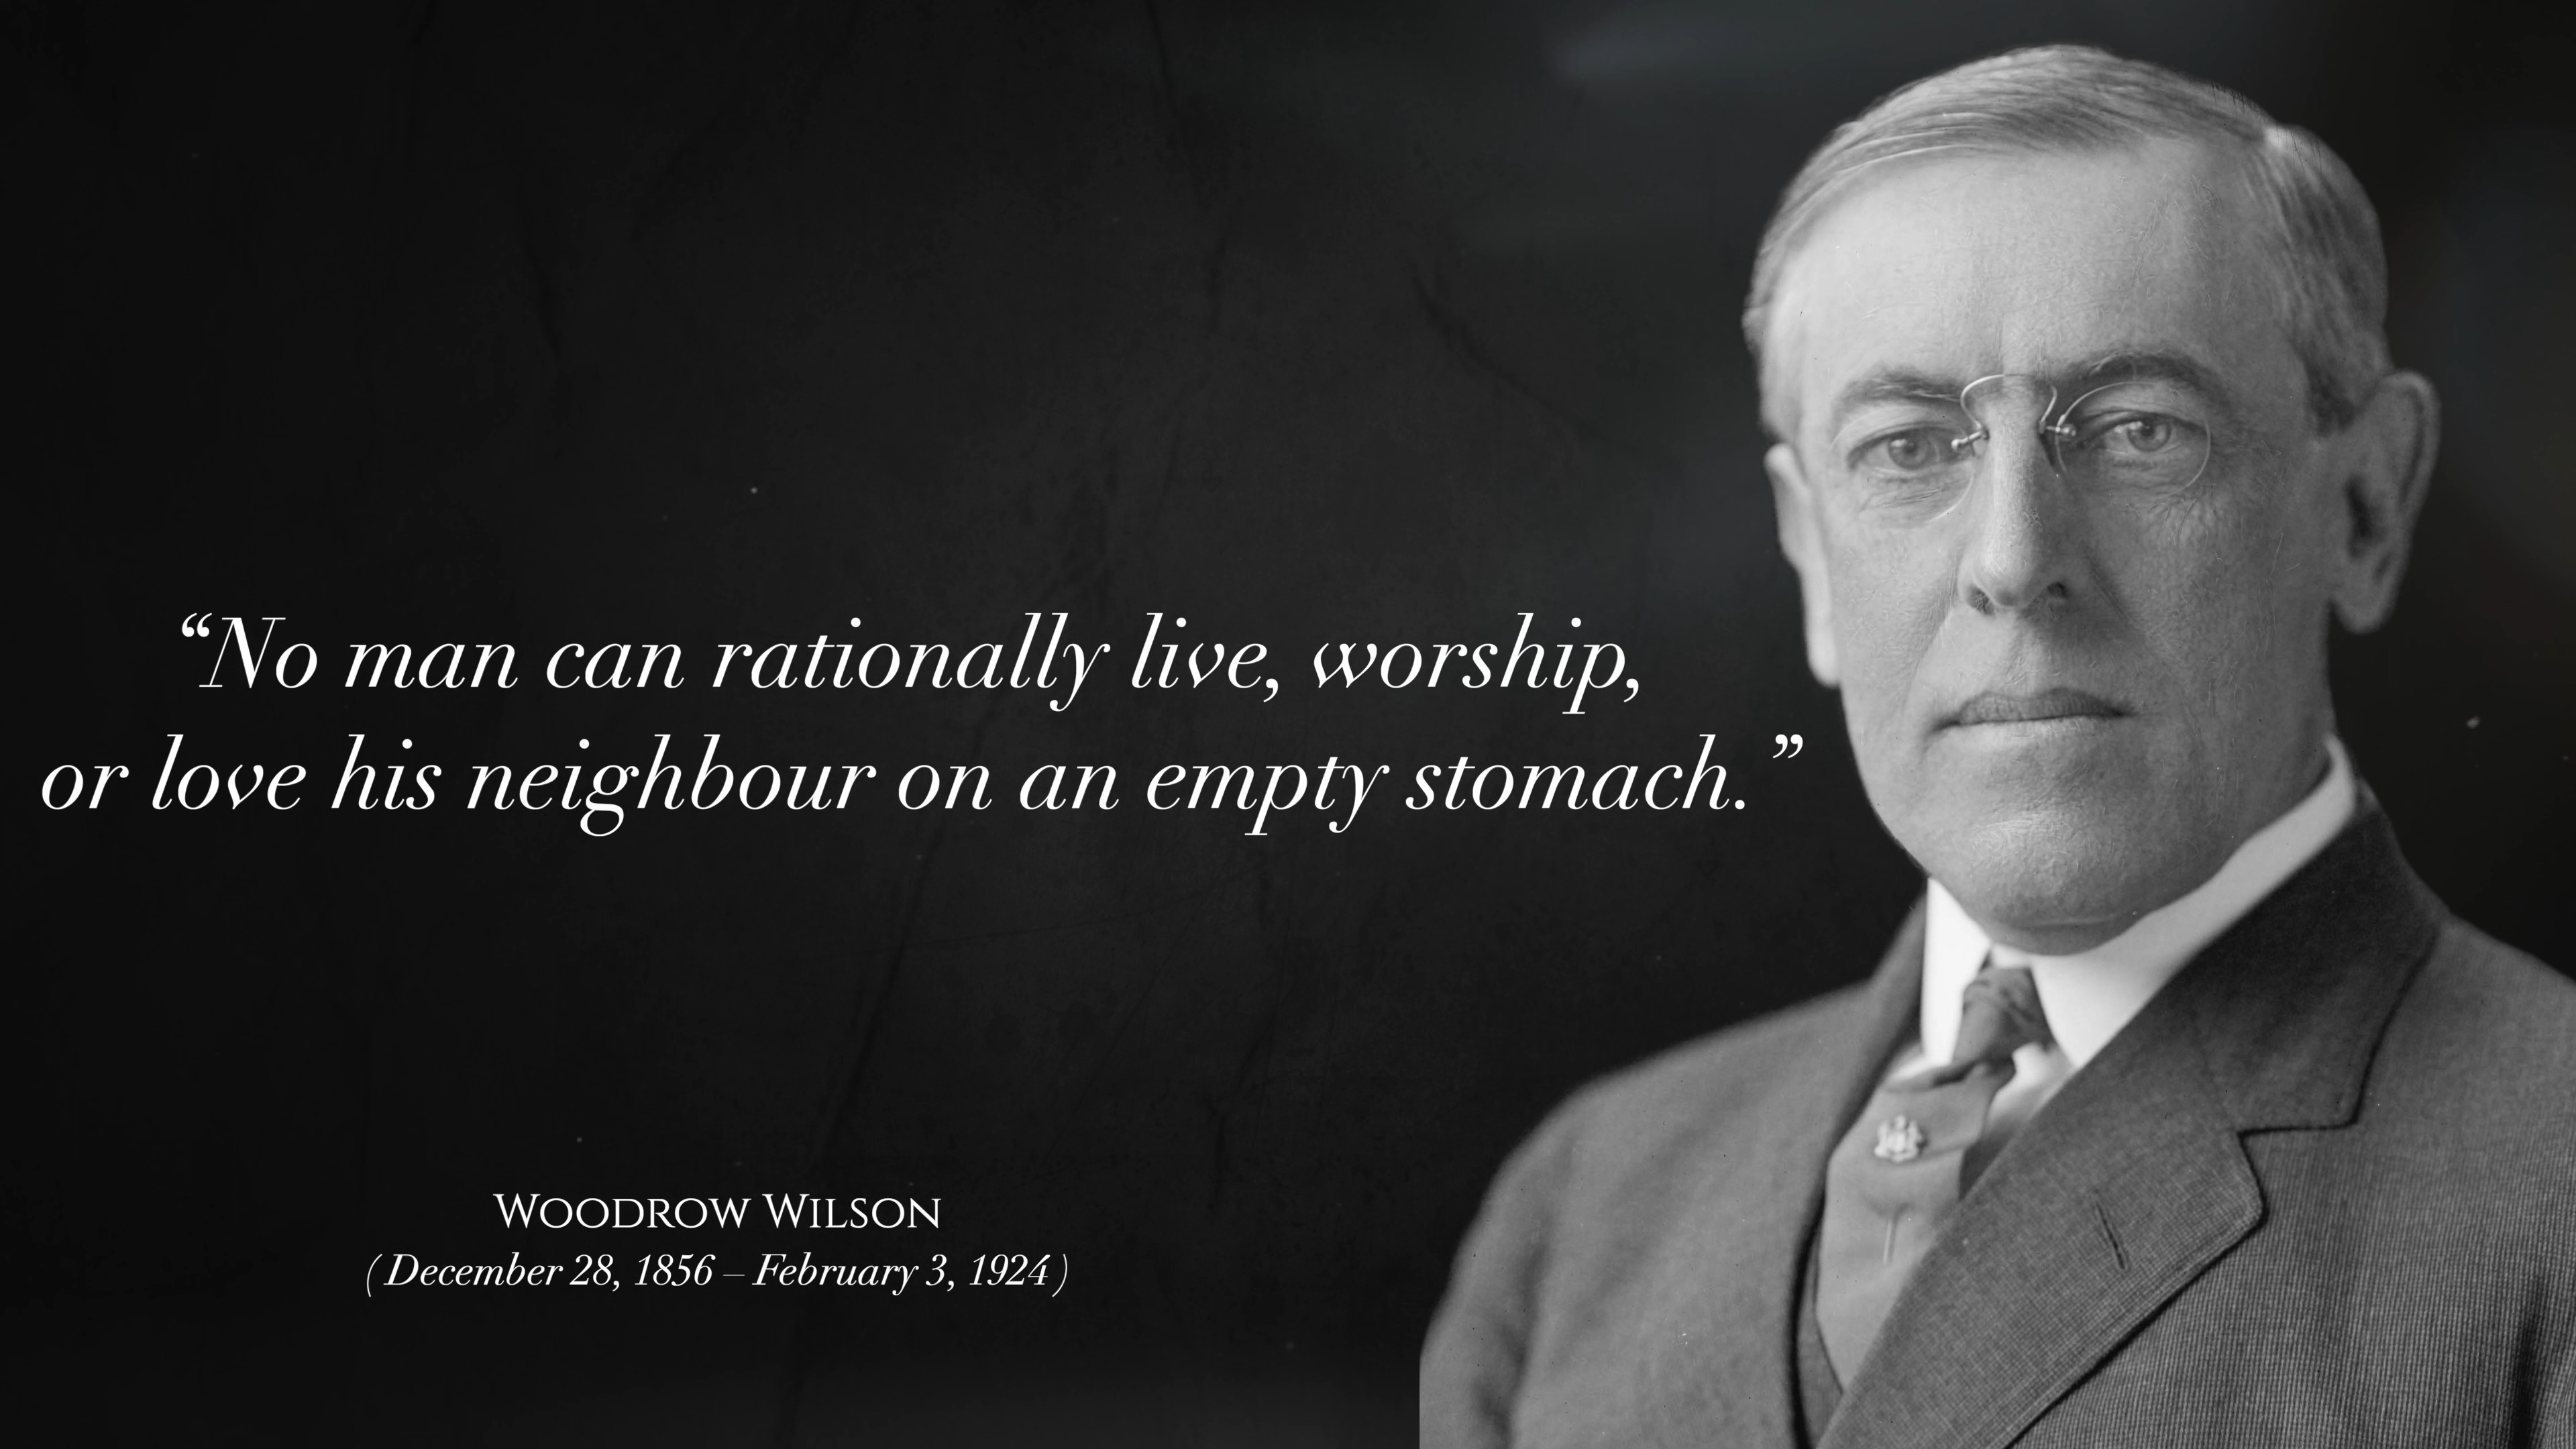 “No man can rationally live, worship,
or love his neighbour on an empty stomach.”
Woodrow Wilson
(December 28, 1856 – February 3, 1924)